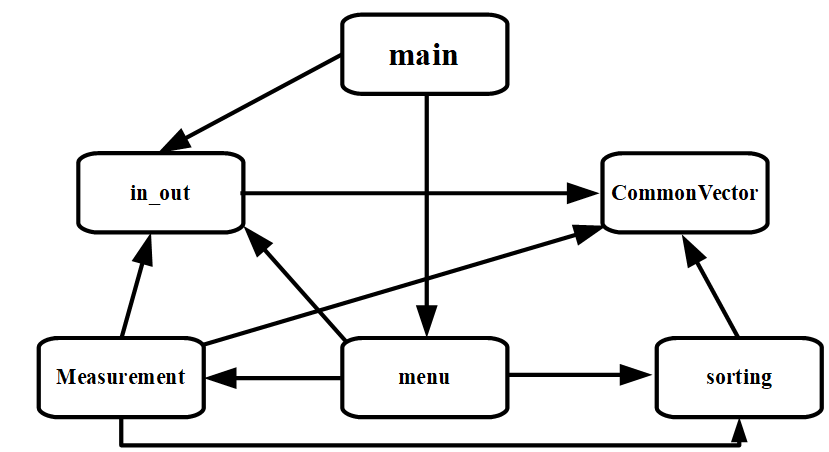 main
in_out
CommonVector
Measurement
menu
sorting